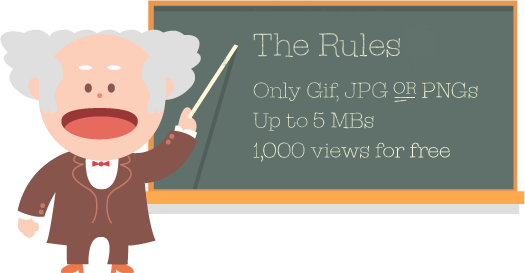 The Rules
Only Gif, JPG OR PNGs
Up to 5 MBs
1,000 views for free